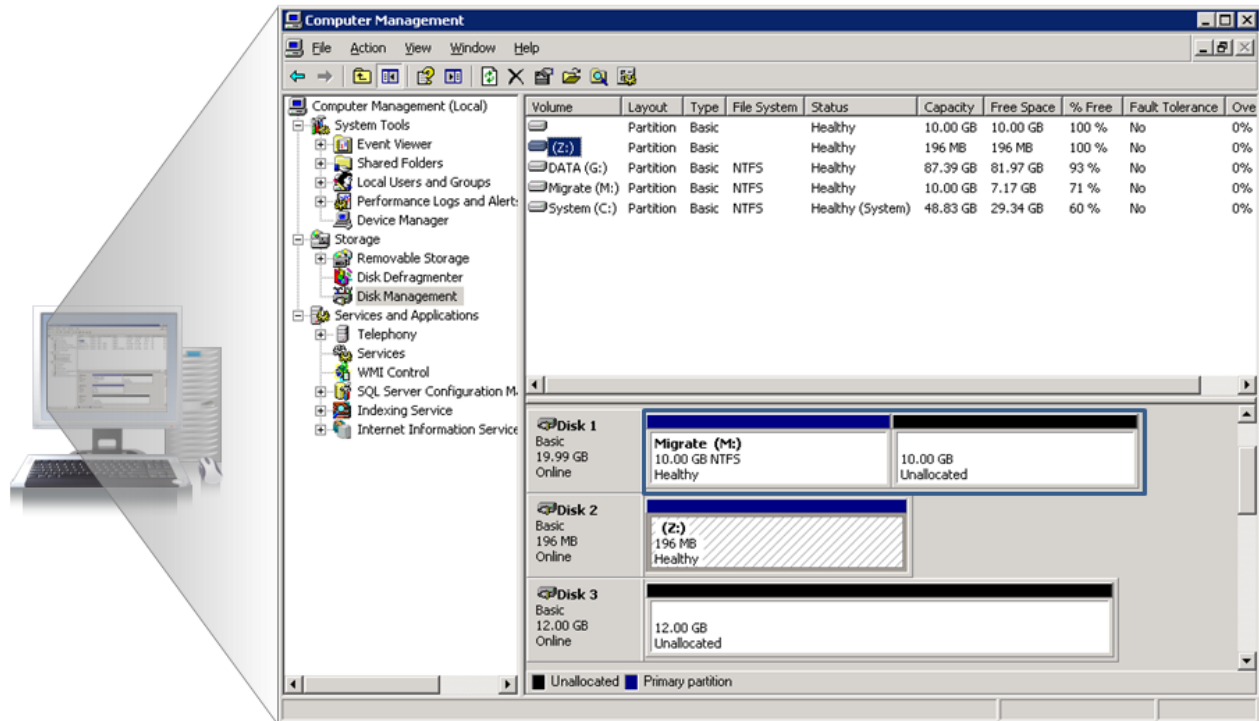 Computer Management
File Action View Window Help
Computer Management (Local)
System Tools
Event Viewer
Shared Folders
Local Users and Groups
Performance Logs and Alert:
Device Manager
Storage
Removable Storage
Disk Defragmenter
Disk Management
Services and Applications
Telephony
Services
WMI Control
SQL Server Configuration M
Indexing Service
Internet Information Service
Volume Layout Type File System Status Capacity Free Space % Free Fault Tolerance Ove
Partition Basic Healthy 10.00 GB 10.00 GB 100 % No 0%
(Z:) Partition Basic Healthy 196 MB 196 MB 100 % No 0%
DATA (G:) Partition Basic NTFS Healthy 87.39 GB 81.97 GB 93 % No 0%
Migrate (M:) Partition Basic NTFS Healthy 10.00 GB 7.17 GB 71 % No 0%
System (C:) Partition Basic NTFS Healthy (System) 48.83 GB 29.34 GB 60 % No 0%
Disk 1
Basic
19.99 GB
Online
Migrate (M:)
10.00 GB NTFS
Healthy
10.00 GB
Unallocated
Disk 2
Basic
196 MB
Online
(Z:)
196 MB
Healthy
Disk 3
Basic
12.00 GB
Online
12.00 GB
Unallocated
Unallocated Primary partition